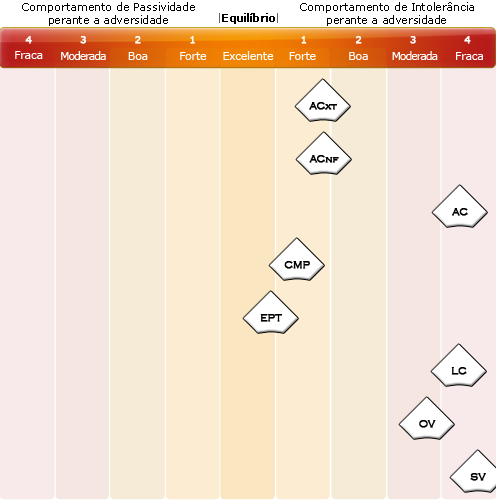 Comportamento de Passividade
perante a adversidade
|Equilíbrio|
Comportamento de Intolerância
perante a adversidade
4 3 2 1 1 2 3 4
Fraca Moderada Boa Forte Excelente Forte Boa Moderada Fraca
ACXT
ACNF
AC
CMP
EPT
LC
OV
SV